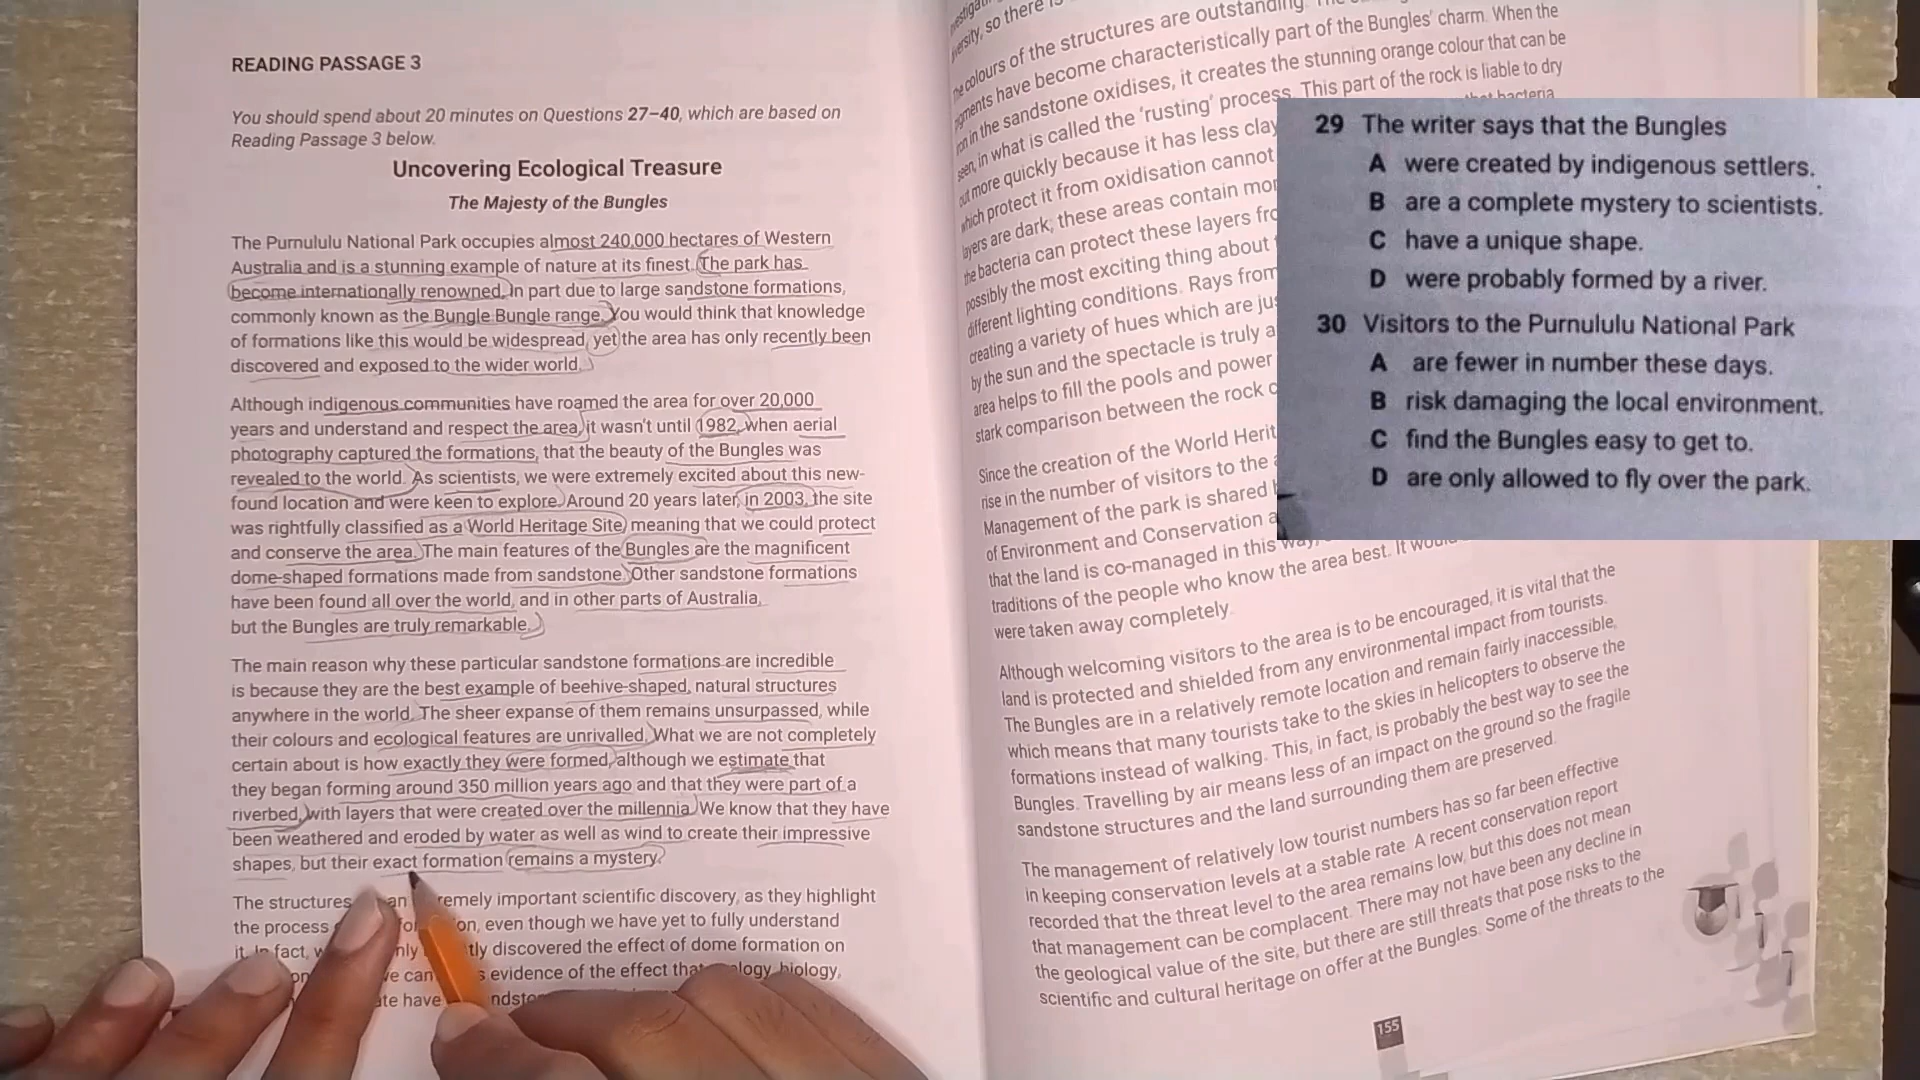 READING PASSAGE 3
You should spend about 20 minutes on Questions 27–40, which are based on
Reading Passage 3 below.
Uncovering Ecological Treasure
The Majesty of the Bungles
The Purnululu National Park occupies almost 240,000 hectares of Western
Australia and is a stunning example of nature at its finest. The park has
become internationally renowned. In part due to large sandstone formations,
commonly known as the Bungle Bungle range. You would think that knowledge
of formations like this would be widespread, yet the area has only recently been
discovered and exposed to the wider world.
Although indigenous communities have roamed the area for over 20,000
years and understand and respect the area, it wasn't until 1982, when aerial
photography captured the formations, that the beauty of the Bungles was
revealed to the world. As scientists, we were extremely excited about this new-
found location and were keen to explore. Around 20 years later, in 2003, the site
was rightfully classified as a World Heritage Site, meaning that we could protect
and conserve the area. The main features of the Bungles are the magnificent
dome-shaped formations made from sandstone. Other sandstone formations
have been found all over the world, and in other parts of Australia,
but the Bungles are truly remarkable.
The main reason why these particular sandstone formations are incredible
is because they are the best example of beehive-shaped, natural structures
anywhere in the world. The sheer expanse of them remains unsurpassed, while
their colours and ecological features are unrivalled. What we are not completely
certain about is how exactly they were formed, although we estimate that
they began forming around 350 million years ago and that they were part of a
riverbed, with layers that were created over the millennia. We know that they have
been weathered and eroded by water as well as wind to create their impressive
shapes, but their exact formation remains a mystery.
The structures an remely important scientific discovery, as they highlight
the process on, even though we have yet to fully understand
it. In fact, discovered the effect of dome formation on
can evidence of the effect that biology,
have
versity, so there
colours of the structures are outstanding.
have become characteristically part of the Bungles' charm. When the
in the sandstone oxidises, it creates the stunning orange colour that can be
seen, in what is called the 'rusting' process. This part of the rock is liable to dry
out more quickly because it has less clay that bacteria
which protect it from oxidisation cannot
layers are dark; these areas contain
the bacteria can protect these layers
possibly the most exciting thing about
different lighting conditions. Rays from
creating a variety of hues which are
by the sun and the spectacle is truly a
area helps to fill the pools and power
stark comparison between the rock
Since the creation of the World
rise in the number of visitors to the
Management of the park is shared
of Environment and Conservation a
that the land is co-managed in this way,
traditions of the people who know the area best. It
were taken away completely.
Although welcoming visitors to the area is to be encouraged, it is vital that the
land is protected and shielded from any environmental impact from tourists.
The Bungles are in a relatively remote location and remain fairly inaccessible,
which means that many tourists take to the skies in helicopters to observe the
formations instead of walking. This, in fact, is probably the best way to see the
Bungles. Travelling by air means less of an impact on the ground so the fragile
sandstone structures and the land surrounding them are preserved.
The management of relatively low tourist numbers has so far been effective
in keeping conservation levels at a stable rate. A recent conservation report
recorded that the threat level to the area remains low, but this does not mean
that management can be complacent. There may not have been any decline in
the geological value of the site, but there are still threats that pose risks to the
scientific and cultural heritage on offer at the Bungles. Some of the threats to the
155
29 The writer says that the Bungles
A were created by indigenous settlers.
B are a complete mystery to scientists.
C have a unique shape.
D were probably formed by a river.
30 Visitors to the Purnululu National Park
A are fewer in number these days.
B risk damaging the local environment.
C find the Bungles easy to get to.
D are only allowed to fly over the park.